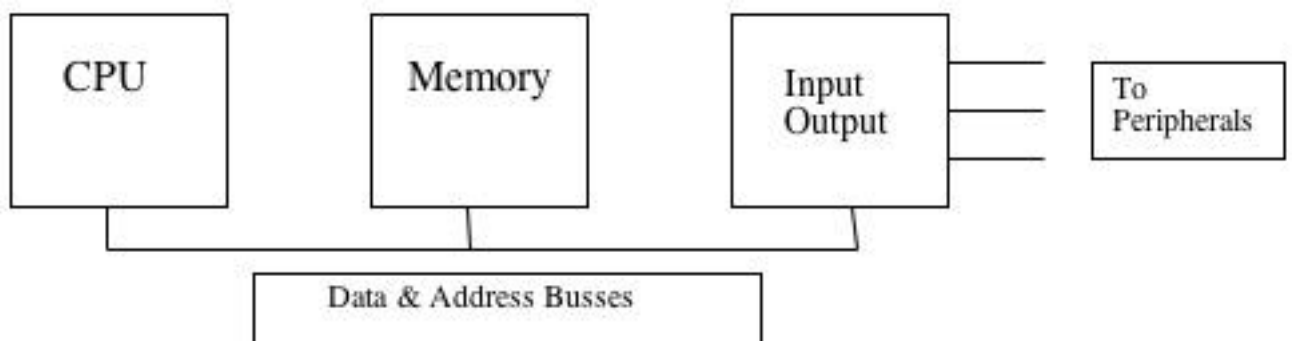 CPU
Memory
Input
Output
To
Peripherals
Data & Address Busses